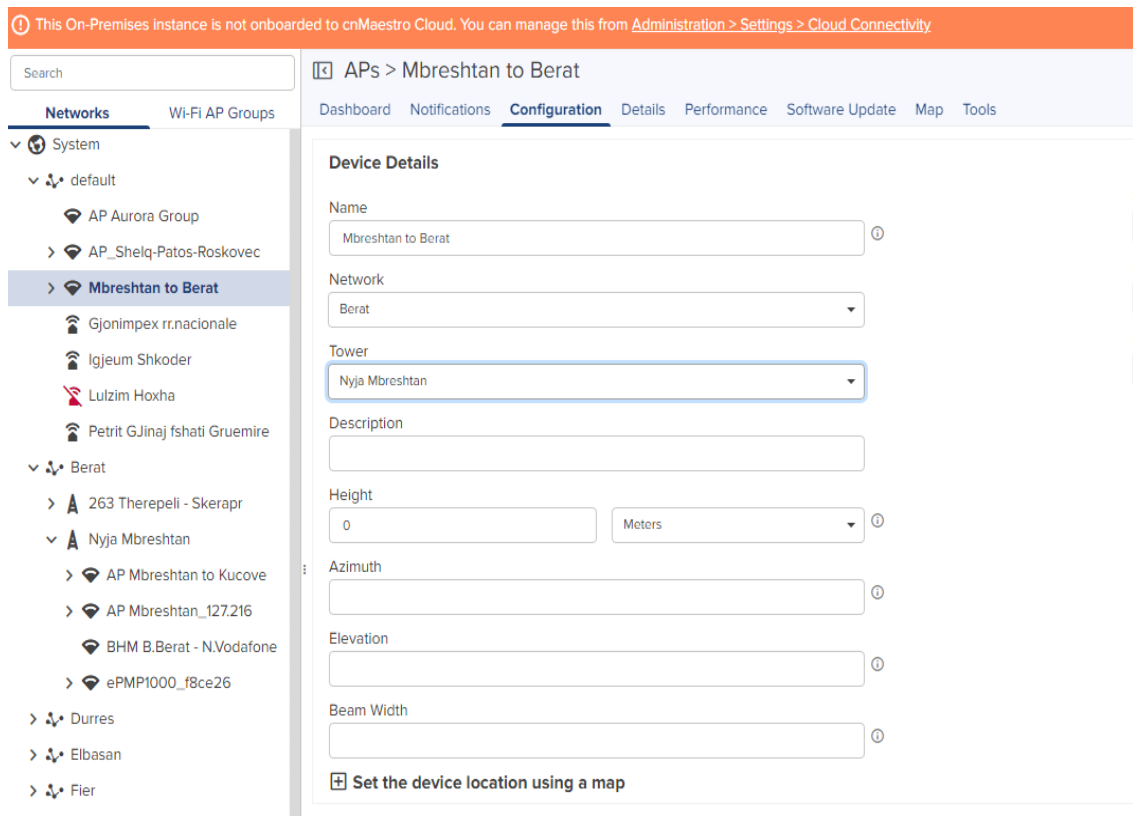 This On-Premises instance is not onboarded to cnMaestro Cloud. You can manage this from Administration > Settings > Cloud Connectivity
Search
Networks
Wi-Fi AP Groups
System
default
AP Aurora Group
AP_Shelq-Patos-Roskovec
Mbreshtan to Berat
Gjonimpex rr.nacionale
Igjeum Shkoder
Lulzim Hoxha
Petrit GJinaj fshati Gruemire
Berat
263 Therepeli - Skerapr
Nyja Mbreshtan
AP Mbreshtan to Kucove
AP Mbreshtan_127.216
BHM B.Berat - N.Vodafone
ePMP1000_f8ce26
Durres
Elbasan
Fier
APs > Mbreshtan to Berat
Dashboard Notifications Configuration Details Performance Software Update Map Tools
Device Details
Name
Mbreshtan to Berat
Network
Berat
Tower
Nyja Mbreshtan
Description
Height
0 Meters
Azimuth
Elevation
Beam Width
Set the device location using a map